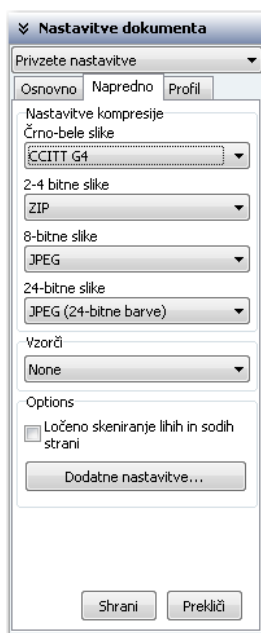 Nastavitve dokumenta
Privzete nastavitve
Osnovno Napredno Profil
Nastavitve kompresije
Črno-bele slike
CCITT G4
2-4 bitne slike
ZIP
8-bitne slike
JPEG
24-bitne slike
JPEG (24-bitne barve)
Vzorči
None
Options
Ločeno skeniranje lihih in sodih
strani
Dodatne nastavitve...
Shrani Prekliči